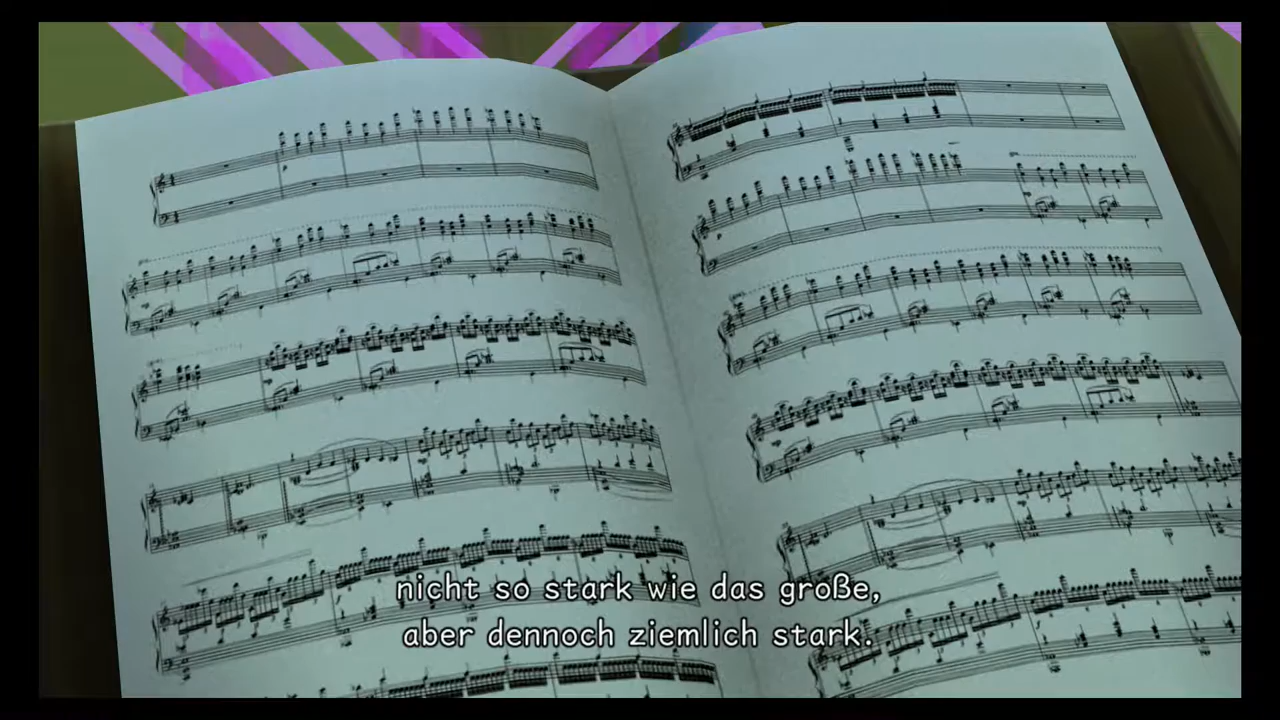 nicht so stark wie das große,
aber dennoch ziemlich stark.